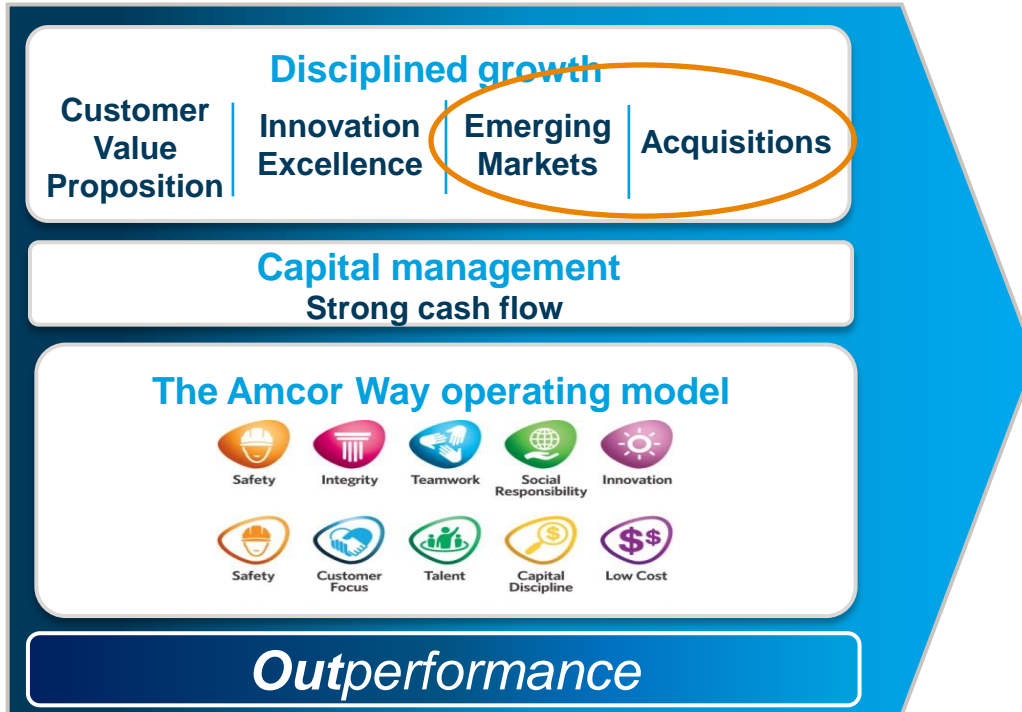 Disciplined growth
Customer
Value
Proposition
Innovation
Excellence
Emerging
Markets
Acquisitions
Capital management
Strong cash flow
The Amcor Way operating model
Safety
Integrity
Teamwork
Social
Responsibility
Innovation
Safety
Customer
Focus
Talent
Capital
Discipline
Low Cost
Outperformance